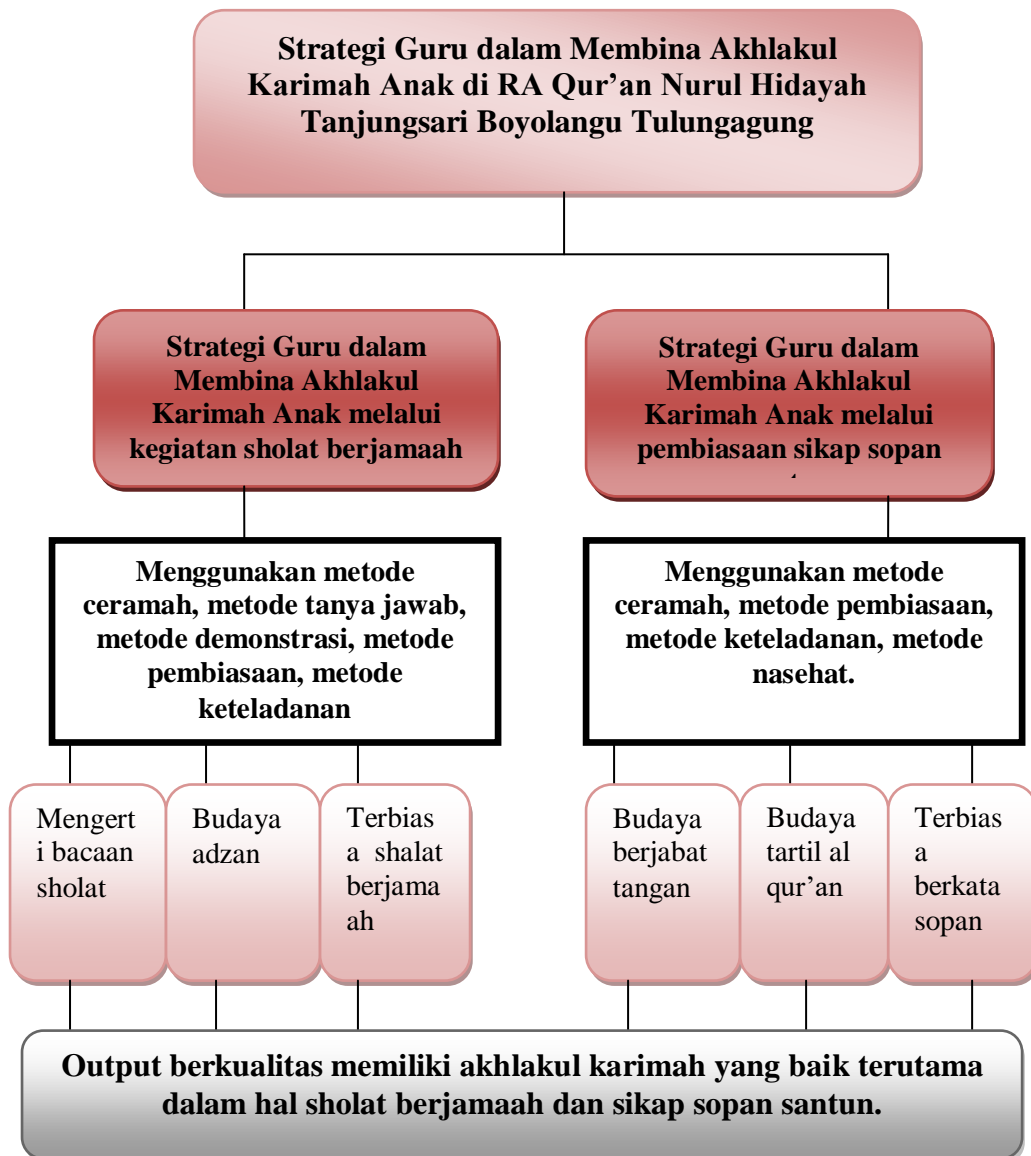 Strategi Guru dalam Membina Akhlakul
Karimah Anak di RA Qur’an Nurul Hidayah
Tanjungsari Boyolangu Tulungagung
Strategi Guru dalam
Membina Akhlakul
Karimah Anak melalui
kegiatan sholat berjamaah
Strategi Guru dalam
Membina Akhlakul
Karimah Anak melalui
pembiasaan sikap sopan
Menggunakan metode
ceramah, metode tanya jawab,
metode demonstrasi, metode
pembiasaan, metode
keteladanan
Menggunakan metode
ceramah, metode pembiasaan,
metode keteladanan, metode
nasehat.
Mengert
i bacaan
sholat
Budaya
adzan
Terbias
a shalat
berjama
ah
Budaya
berjabat
tangan
Budaya
tartil al
qur’an
Terbias
a
berkata
sopan
Output berkualitas memiliki akhlakul karimah yang baik terutama
dalam hal sholat berjamaah dan sikap sopan santun.